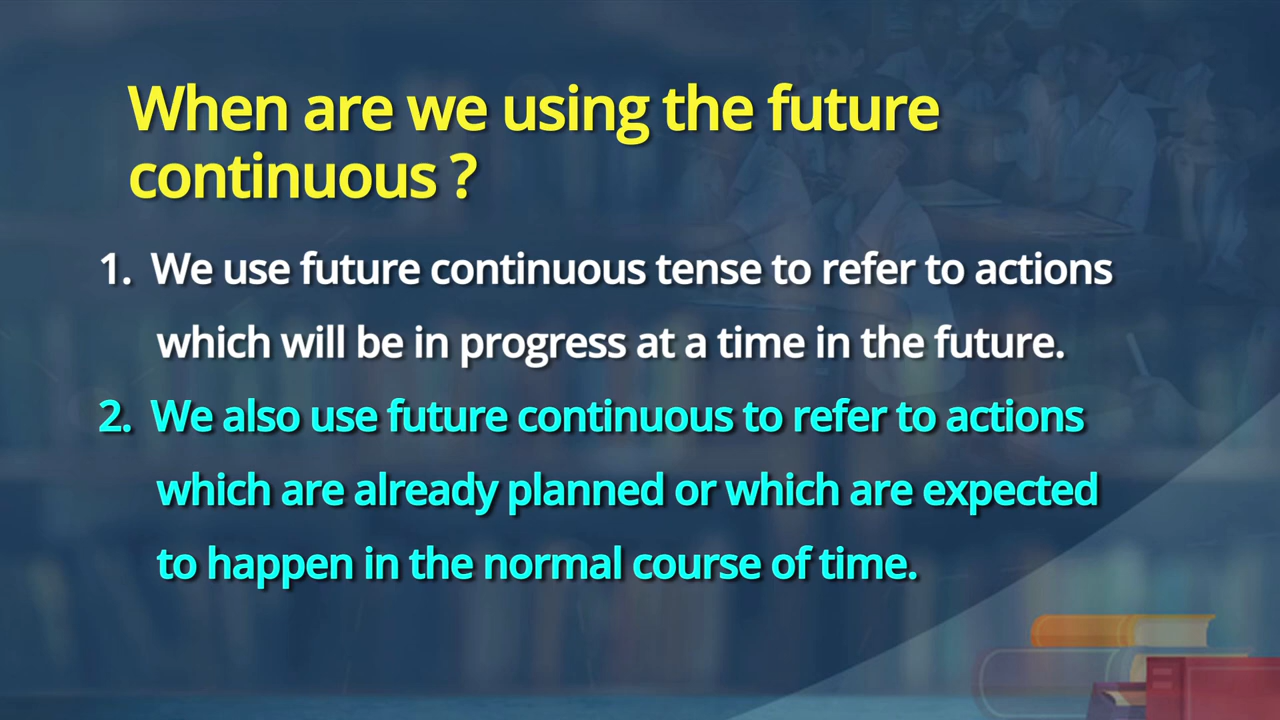 When are we using the future
continuous ?
1. We use future continuous tense to refer to actions
which will be in progress at a time in the future.
2. We also use future continuous to refer to actions
which are already planned or which are expected
to happen in the normal course of time.